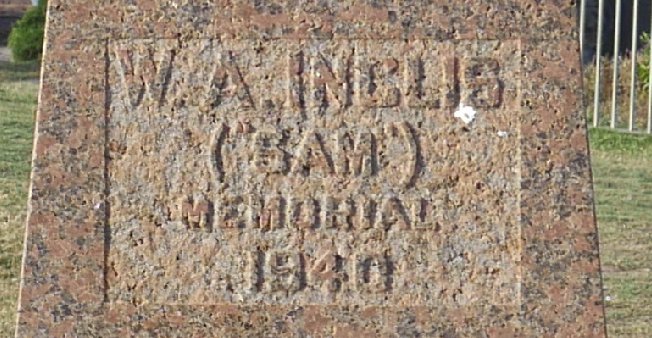 W. A. INGLIS
("SAM")
MEMORIAL
1940